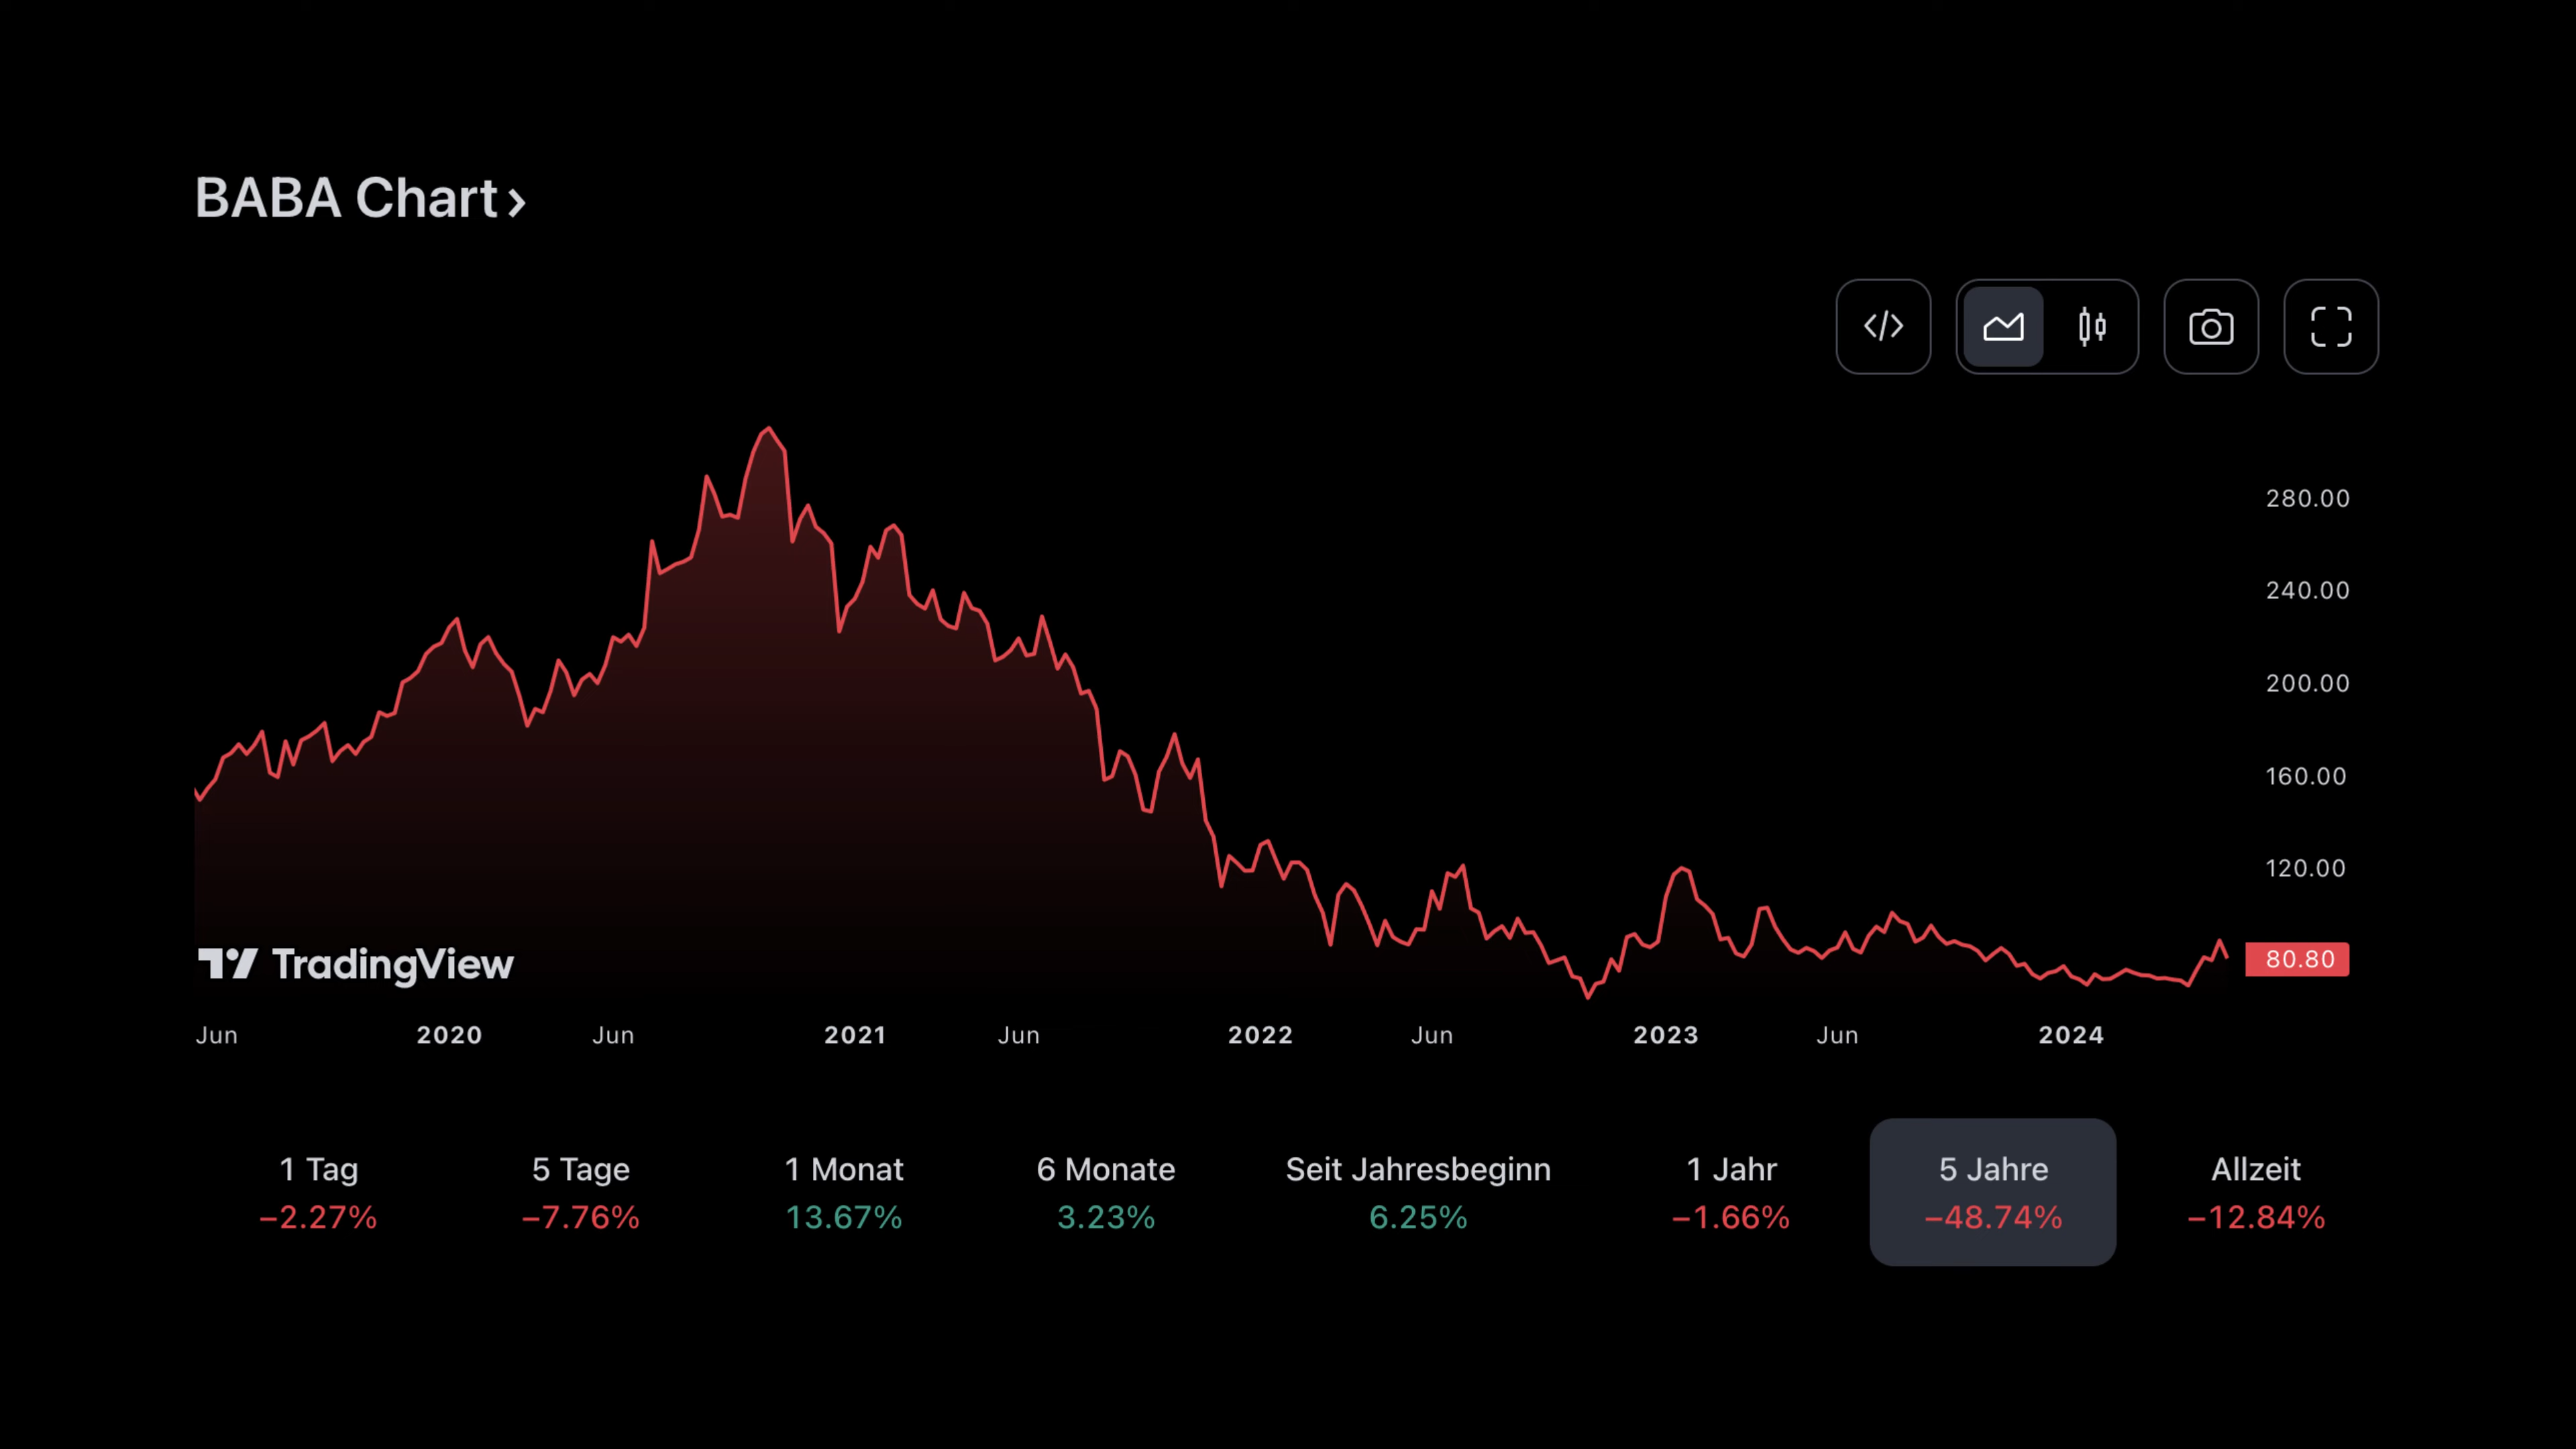 BABA Chart ›
280.00
240.00
200.00
160.00
120.00
80.80
TradingView
Jun 2020 Jun 2021 Jun 2022 Jun 2023 Jun 2024
1 Tag 5 Tage 1 Monat 6 Monate Seit Jahresbeginn 1 Jahr 5 Jahre Allzeit
−2.27% −7.76% 13.67% 3.23% 6.25% −1.66% −48.74% −12.84%